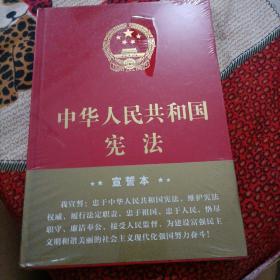 中华人民共和国
宪法
宣誓本
我宣誓：忠于中华人民共和国宪法，维护宪法
权威，履行法定职责，忠于祖国、忠于人民，恪尽
职守、廉洁奉公，接受人民监督，为建设富强民主
文明和谐美丽的社会主义现代化强国努力奋斗！